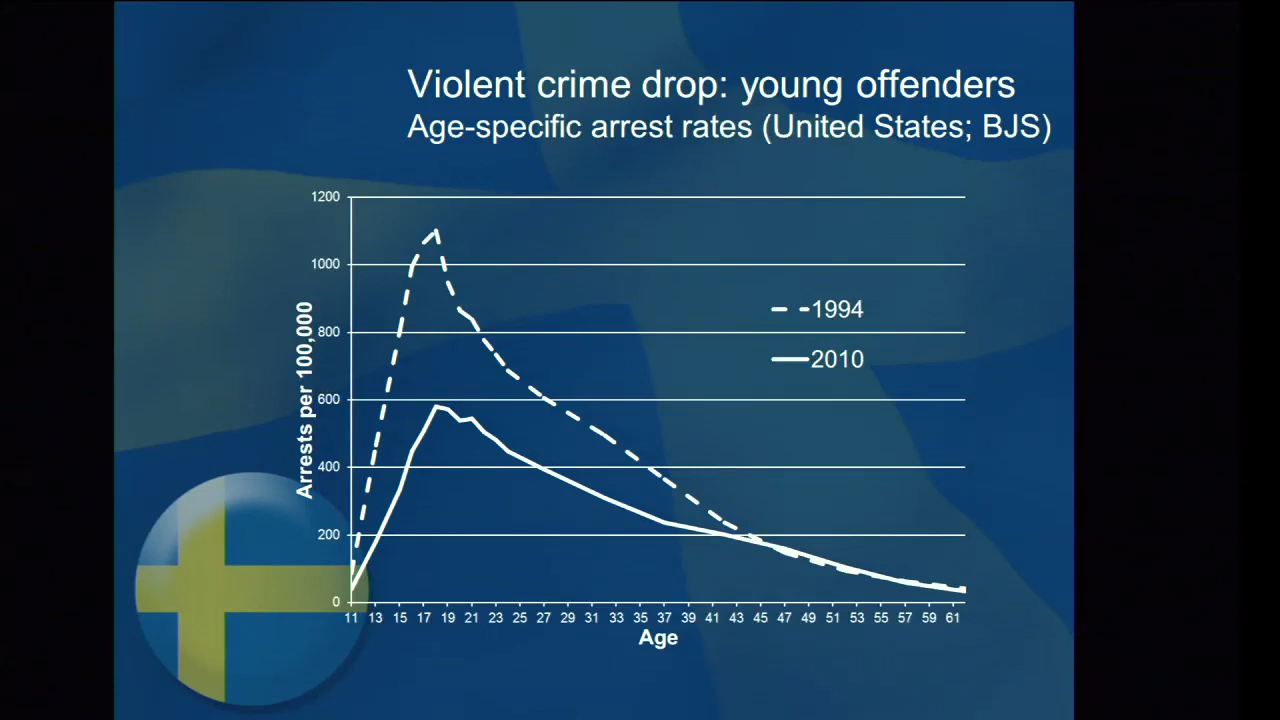 Violent crime drop: young offenders
Age-specific arrest rates (United States; BJS)
1200
1000
800
600
400
200
0
Arrests per 100,000
1994
2010
11 13 15 17 19 21 23 25 27 29 31 33 35 37 39 41 43 45 47 49 51 53 55 57 59 61
Age